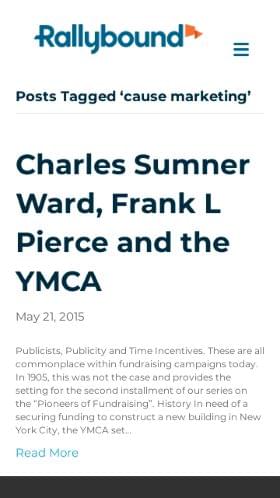 Rallybound
Posts Tagged ‘cause marketing’
Charles Sumner
Ward, Frank L
Pierce and the
YMCA
May 21, 2015
Publicists, Publicity and Time Incentives. These are all
commonplace within fundraising campaigns today.
In 1905, this was not the case and provides the
setting for the second installment of our series on
the “Pioneers of Fundraising”. History In need of a
securing funding to construct a new building in New
York City, the YMCA set...
Read More